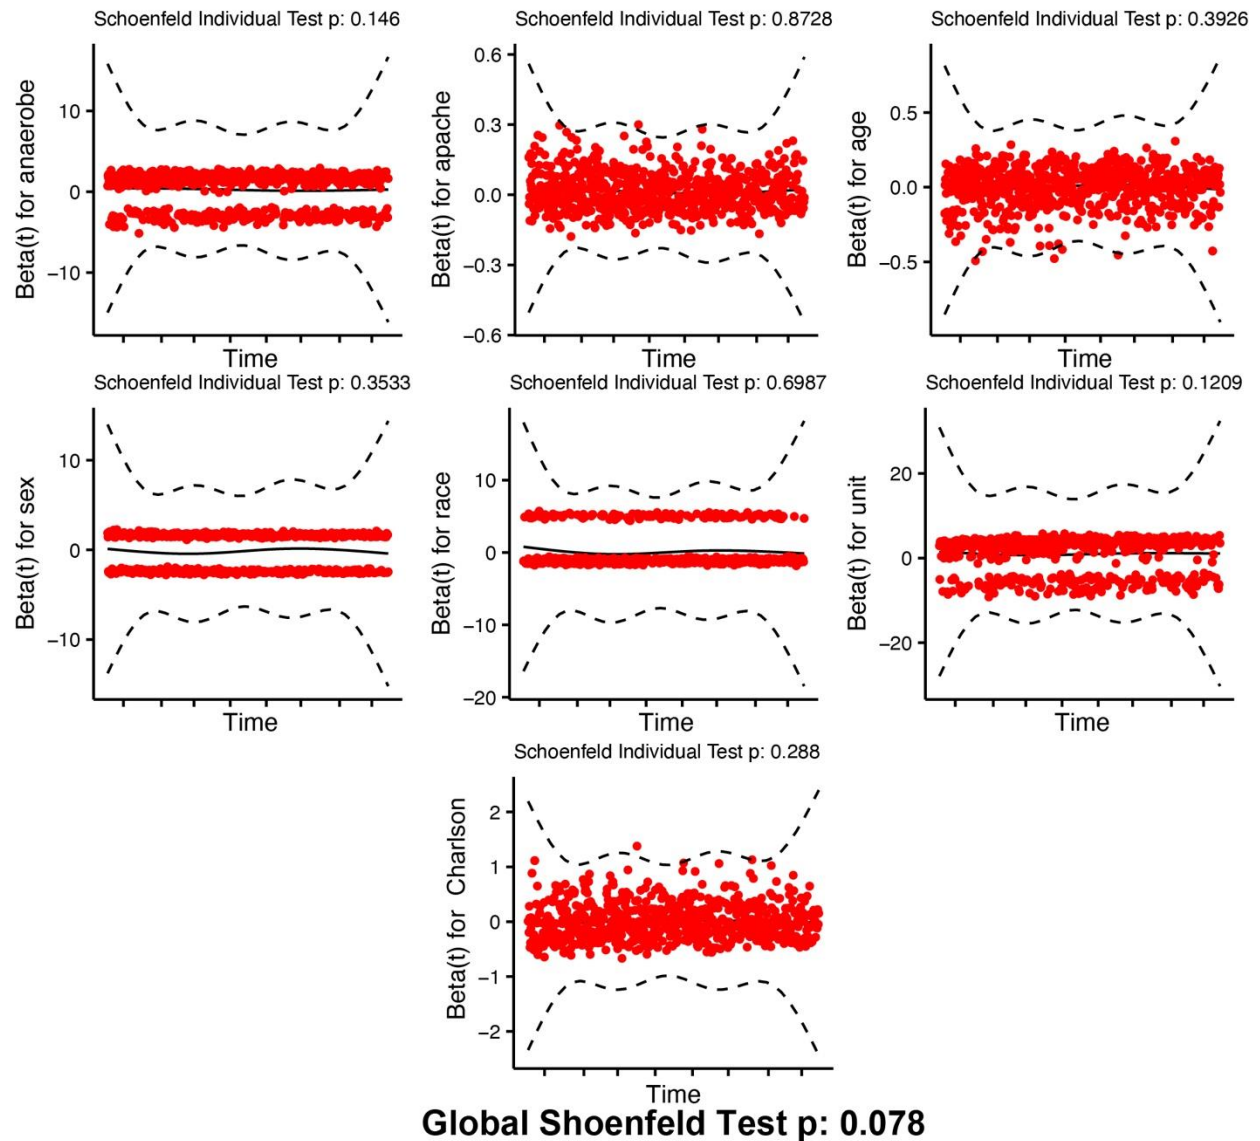 Schoenfeld Individual Test p: 0.146
10
0
−10
Beta(t) for anaerobe
Time
Schoenfeld Individual Test p: 0.8728
0.6
0.3
0.0
−0.3
−0.6
Beta(t) for apache
Time
Schoenfeld Individual Test p: 0.3926
0.5
0.0
−0.5
Beta(t) for age
Time
Schoenfeld Individual Test p: 0.3533
10
0
−10
Beta(t) for sex
Time
Schoenfeld Individual Test p: 0.6987
10
0
−10
−20
Beta(t) for race
Time
Schoenfeld Individual Test p: 0.1209
20
0
−20
Beta(t) for unit
Time
Schoenfeld Individual Test p: 0.288
2
1
0
−1
−2
Beta(t) for Charlson
Time
Global Shoenfeld Test p: 0.078